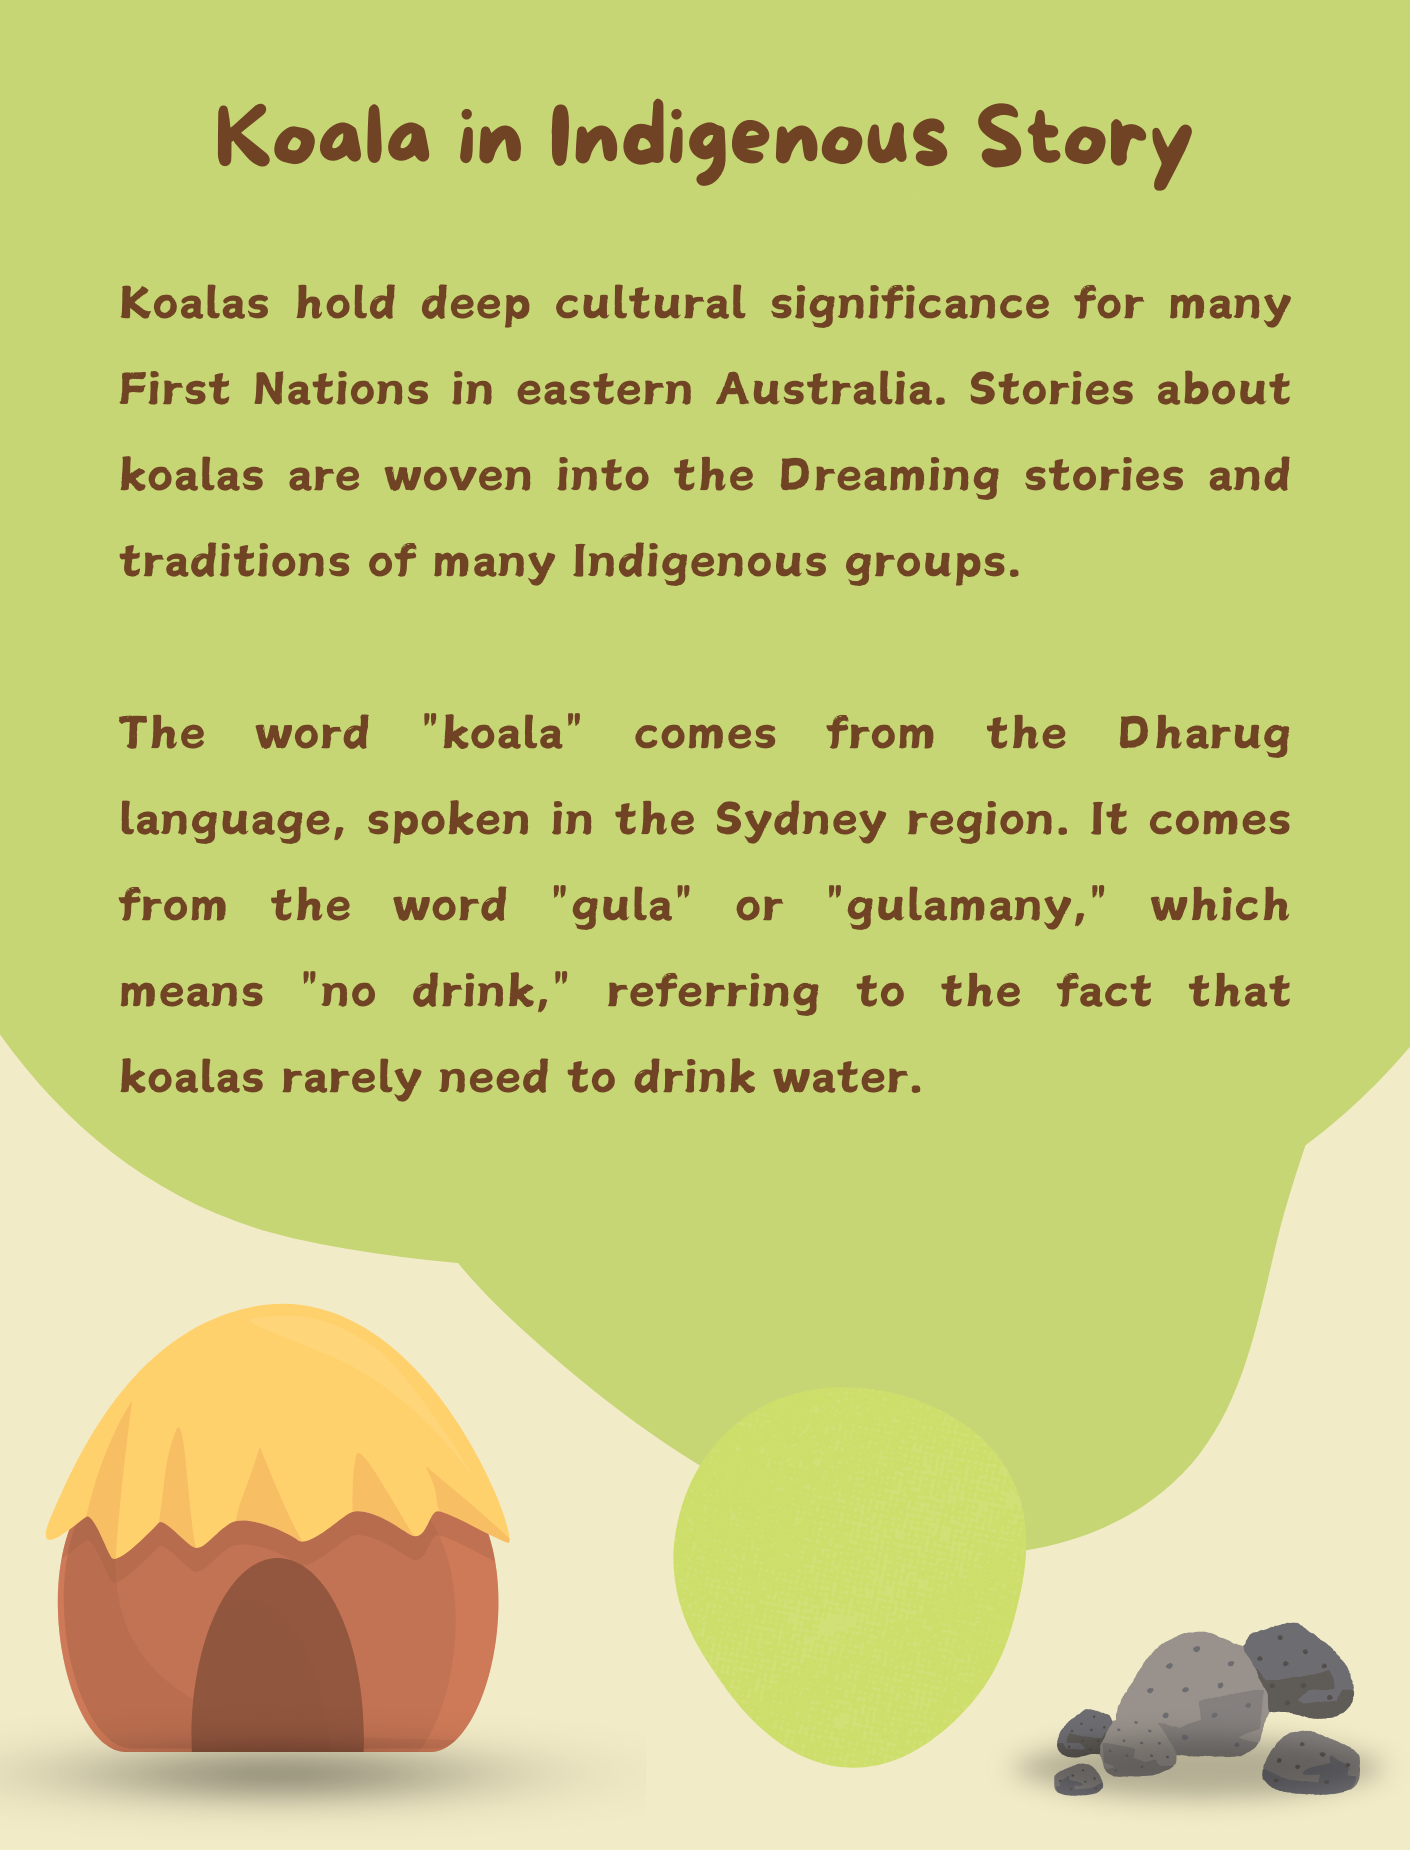 Koala in Indigenous Story
Koalas hold deep cultural significance for many
First Nations in eastern Australia. Stories about
koalas are woven into the Dreaming stories and
traditions of many Indigenous groups.
The word "koala" comes from the Dharug
language, spoken in the Sydney region. It comes
from the word "gula" or "gulamany," which
means "no drink," referring to the fact that
koalas rarely need to drink water.